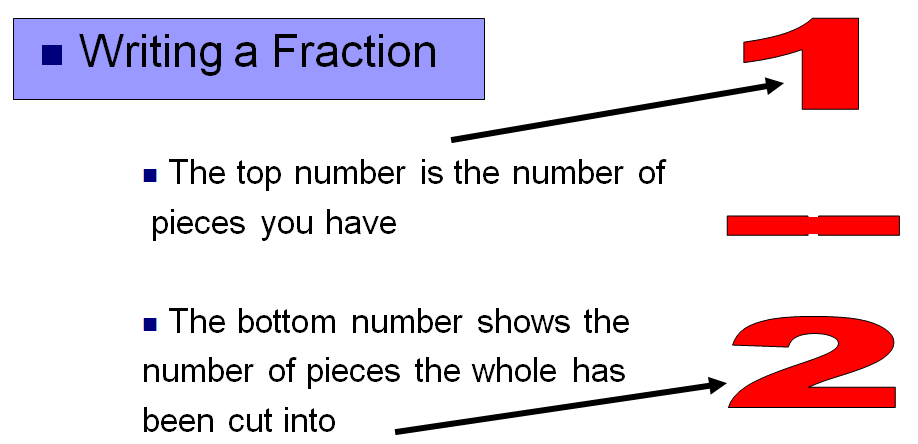 Writing a Fraction
1
The top number is the number of
pieces you have
The bottom number shows the
number of pieces the whole has
been cut into
2